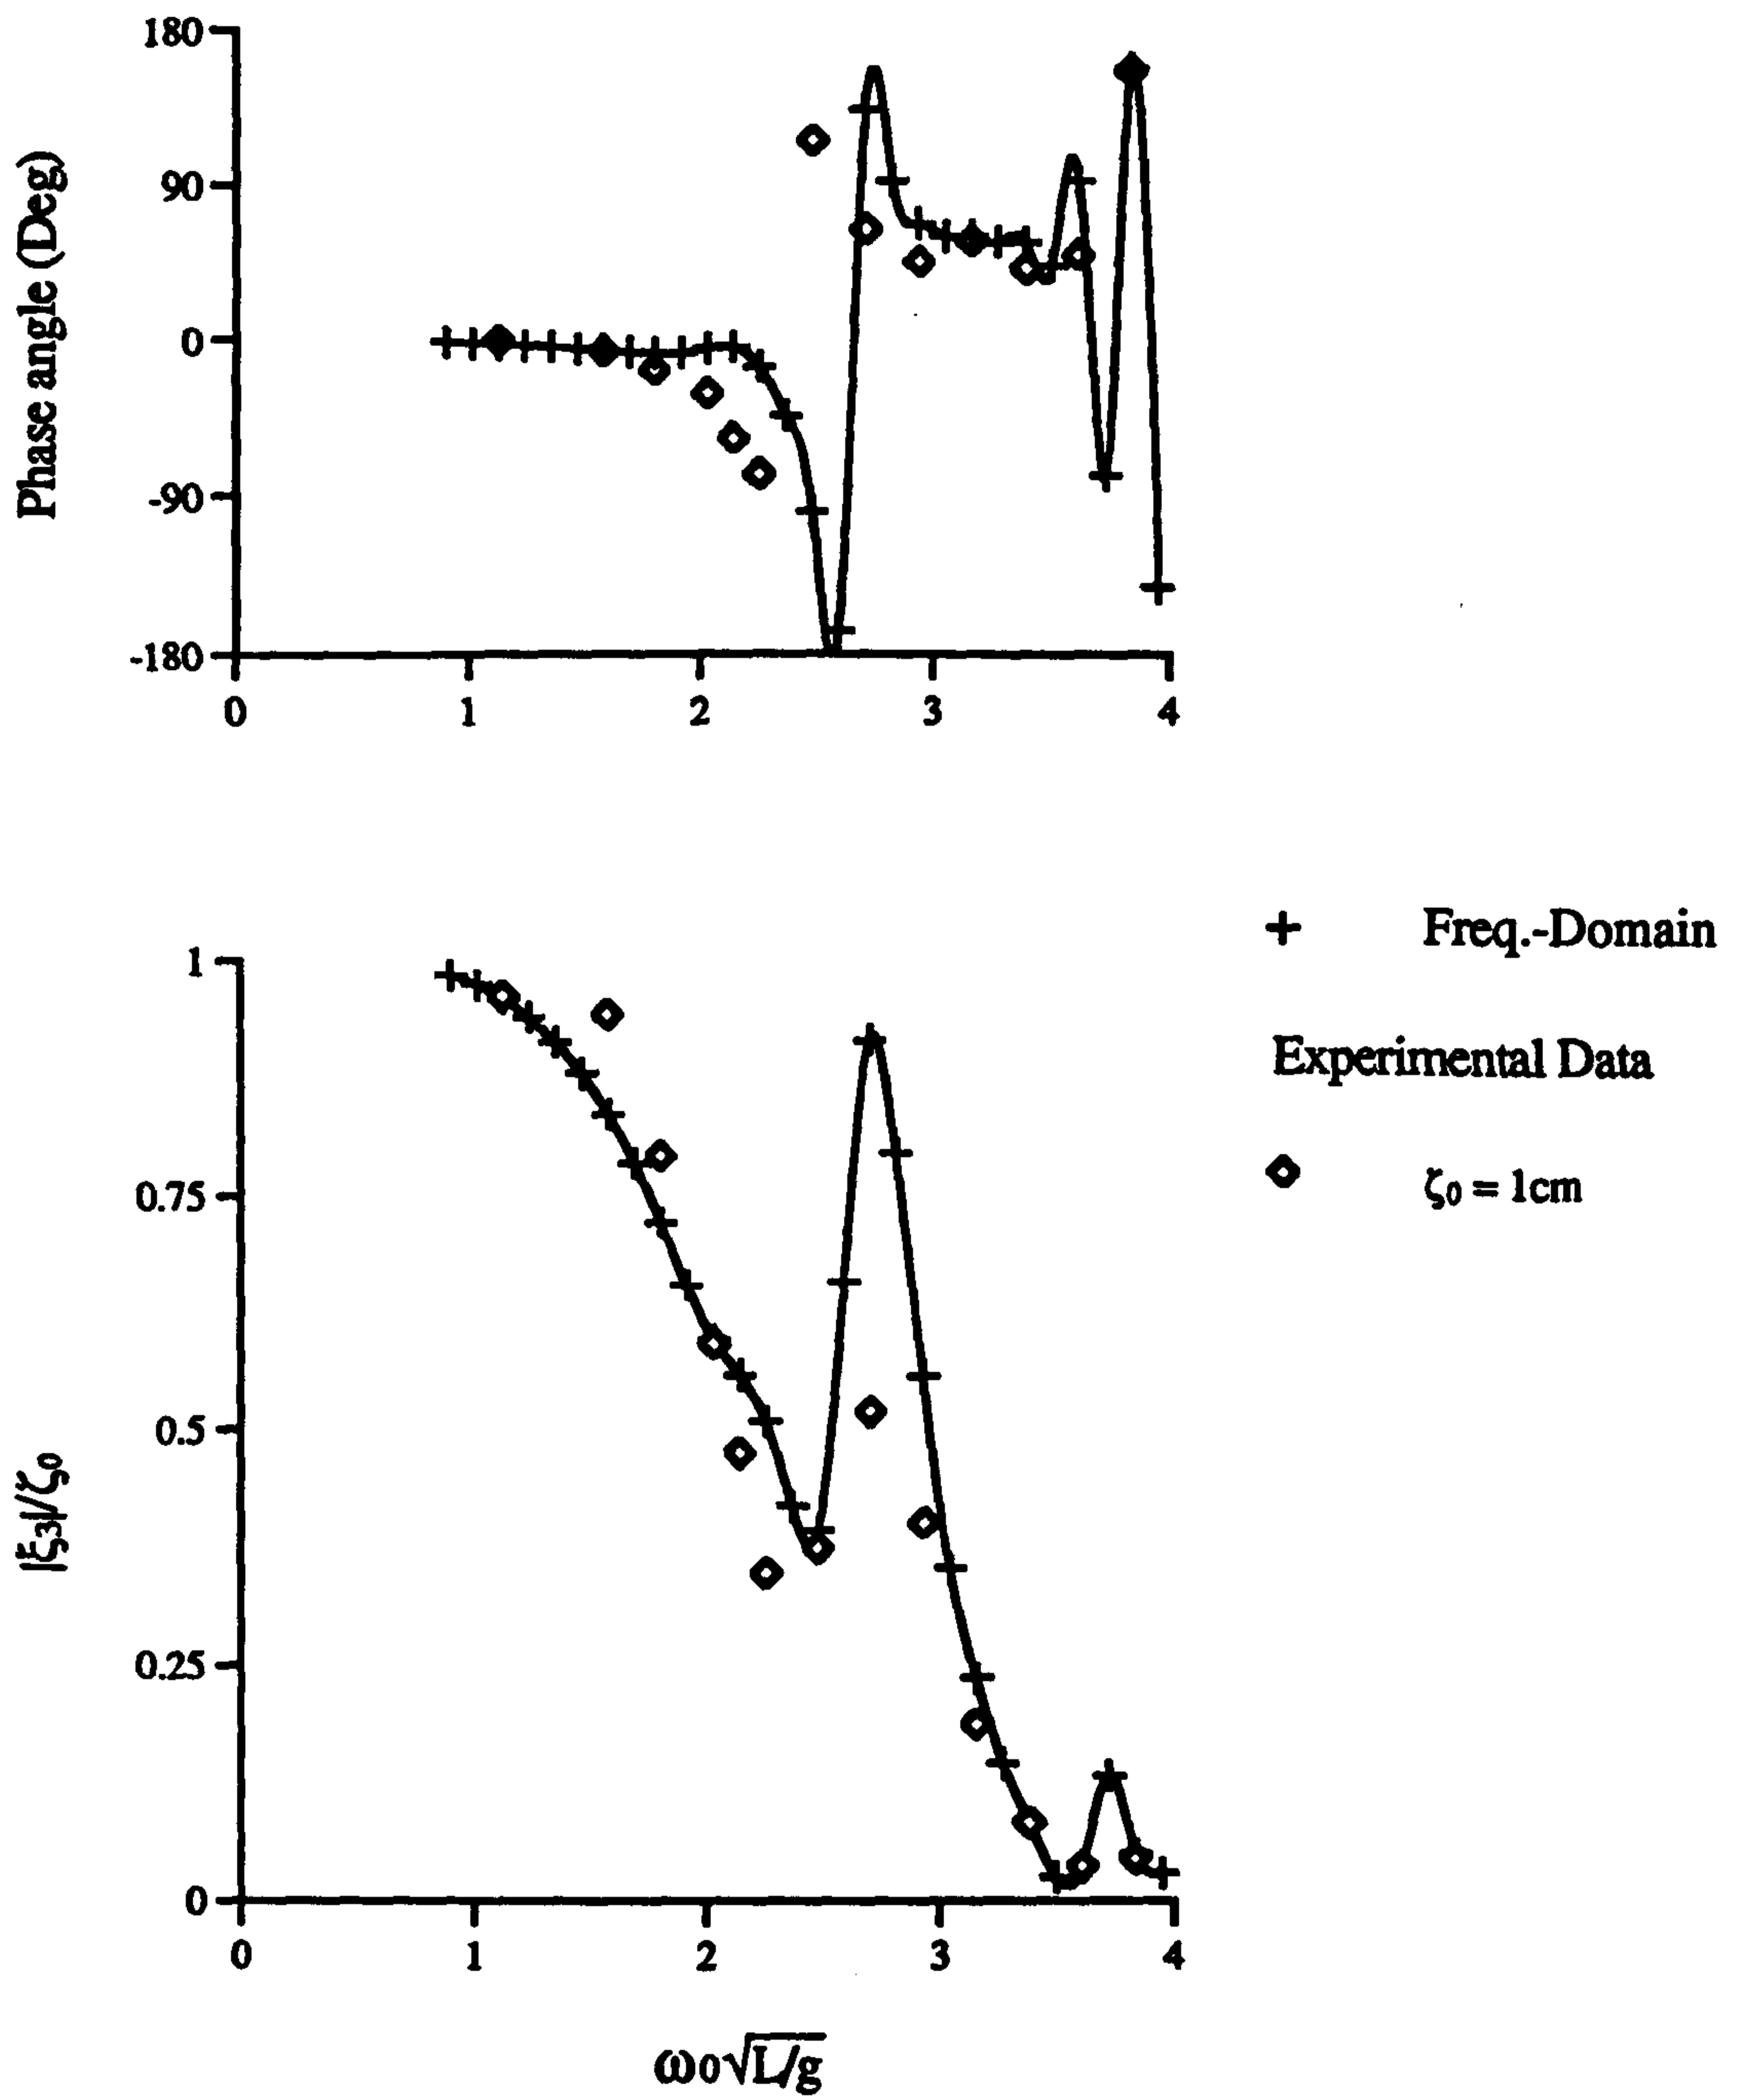 180
90
0
-90
-180
Phase angle (Deg)
0 1 2 3 4
1
0.75
0.5
0.25
0
|ξ₃|/ζ₀
0 1 2 3 4
ω₀√L/g
Freq.-Domain
Experimental Data
ζ₀ = 1cm